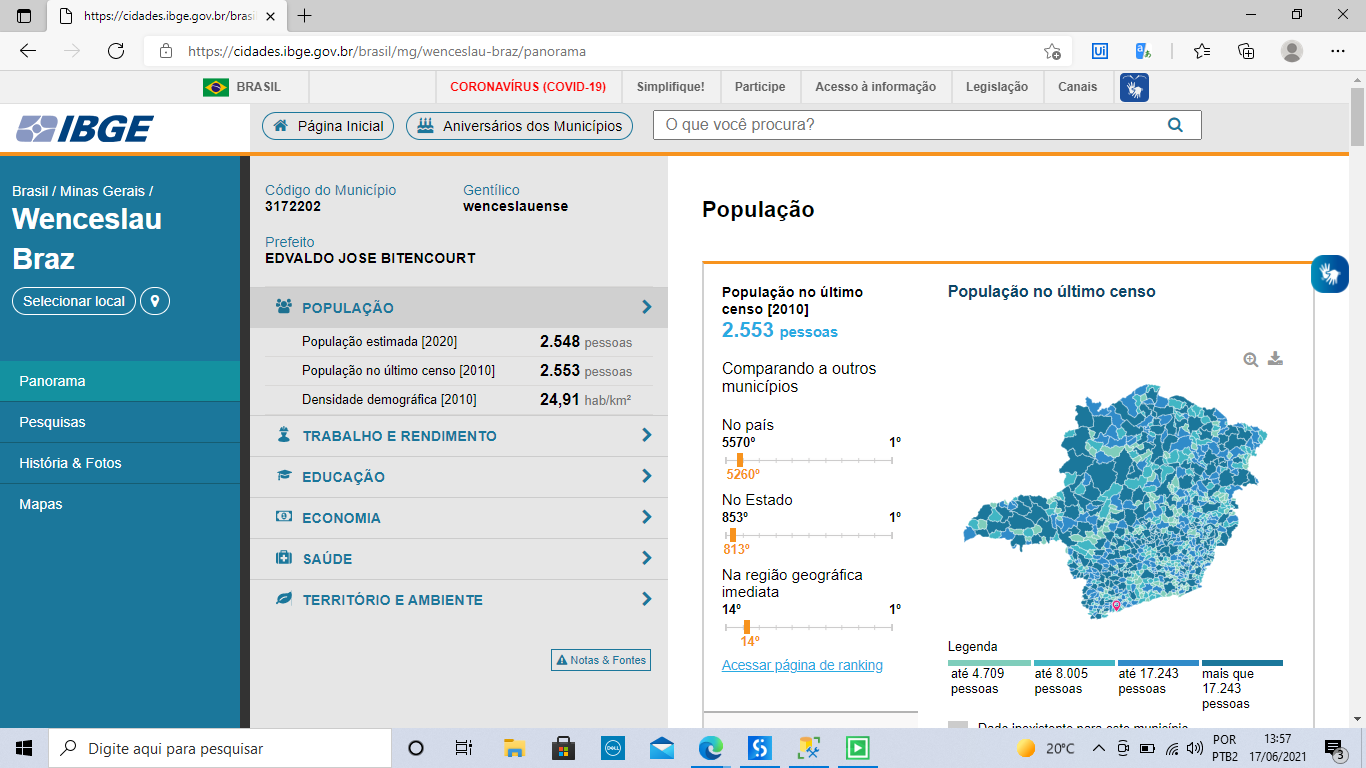 https://cidades.ibge.gov.br/brasi
https://cidades.ibge.gov.br/brasil/mg/wenceslau-braz/panorama
BRASIL
CORONAVÍRUS (COVID-19)
Simplifique!
Participe
Acesso à informação
Legislação
Canais
IBGE
Página Inicial
Aniversários dos Municípios
O que você procura?
Brasil / Minas Gerais /
Wenceslau
Braz
Selecionar local
Panorama
Pesquisas
História & Fotos
Mapas
Código do Município
3172202
Gentílico
wenceslauense
Prefeito
EDVALDO JOSE BITENCOURT
POPULAÇÃO
População estimada [2020] 2.548 pessoas
População no último censo [2010] 2.553 pessoas
Densidade demográfica [2010] 24,91 hab/km²
TRABALHO E RENDIMENTO
EDUCAÇÃO
ECONOMIA
SAÚDE
TERRITÓRIO E AMBIENTE
Notas & Fontes
População
População no último
censo [2010]
2.553 pessoas
Comparando a outros
municípios
No país
5570º 1º
5260º
No Estado
853º 1º
813º
Na região geográfica
imediata
14º 1º
14º
Acessar página de ranking
População no último censo
Legenda
até 4.709
pessoas
até 8.005
pessoas
até 17.243
pessoas
mais que
17.243
pessoas
Dado inexistente para este município
Digite aqui para pesquisar
DELL
20°C
POR
PTB2
13:57
17/06/2021
3